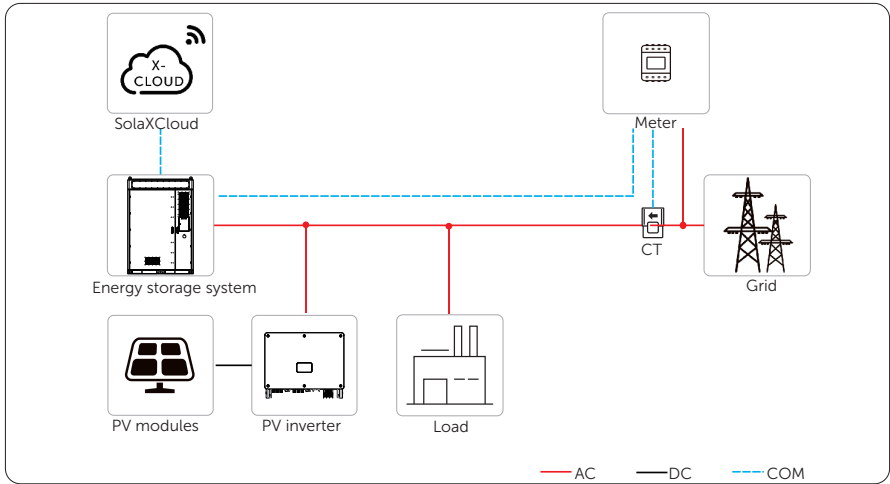 X-
CLOUD
SolaXCloud
Meter
CT
Energy storage system
Grid
PV modules
PV inverter
Load
AC
DC
COM